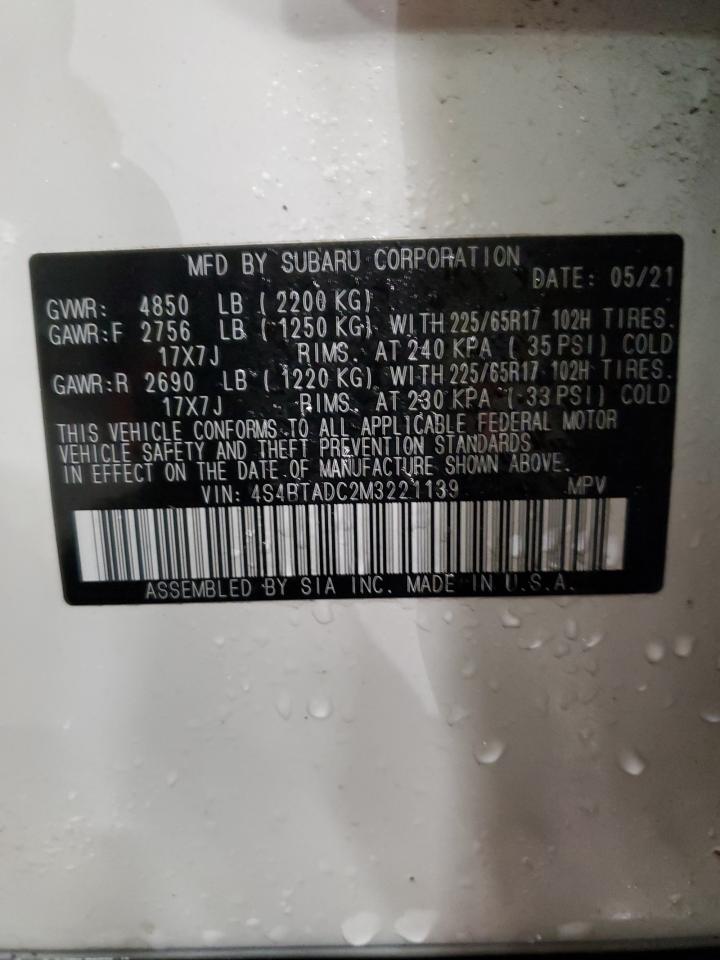 MFD BY SUBARU CORPORATION
DATE: 05/21
GVWR: 4850 LB ( 2200 KG)
GAWR:F 2756 LB ( 1250 KG) WITH 225/65R17 102H TIRES.
17X7J RIMS. AT 240 KPA ( 35 PSI) COLD
GAWR:R 2690 LB ( 1220 KG) WITH 225/65R17 102H TIRES.
17X7J RIMS. AT 230 KPA ( 33 PSI) COLD
THIS VEHICLE CONFORMS TO ALL APPLICABLE FEDERAL MOTOR
VEHICLE SAFETY AND THEFT PREVENTION STANDARDS
IN EFFECT ON THE DATE OF MANUFACTURE SHOWN ABOVE.
VIN: 4S4BTADC2M3221139 MPV
ASSEMBLED BY SIA INC. MADE IN U.S.A.